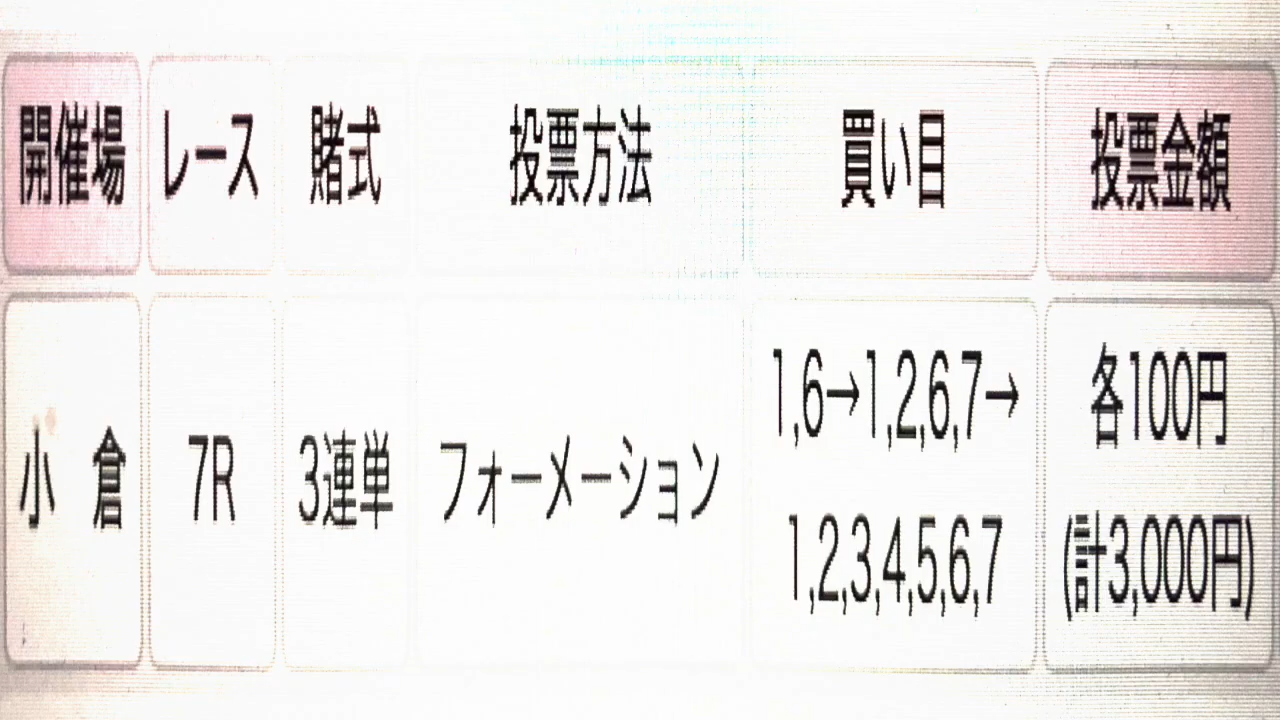 開催場 レース 賭式 投票方法 買い目 投票金額
小 倉 7R 3連単 フォーメーション 1,6→1,2,6,7→ 各100円
1,2,3,4,5,6,7 (計3,000円)